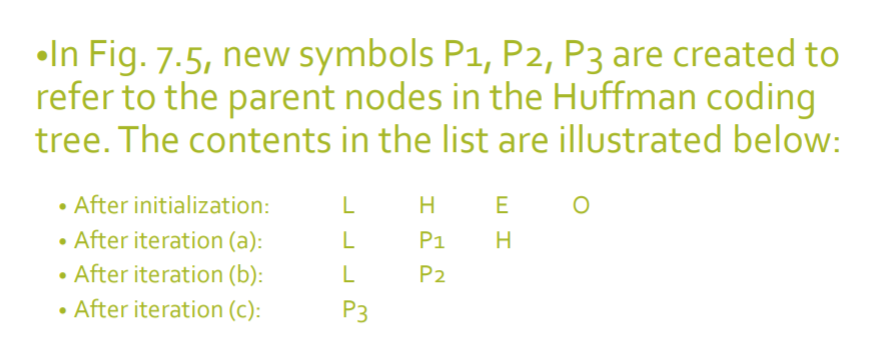 •In Fig. 7.5, new symbols P1, P2, P3 are created to
refer to the parent nodes in the Huffman coding
tree. The contents in the list are illustrated below:
• After initialization: L H E O
• After iteration (a): L P1 H
• After iteration (b): L P2
• After iteration (c): P3